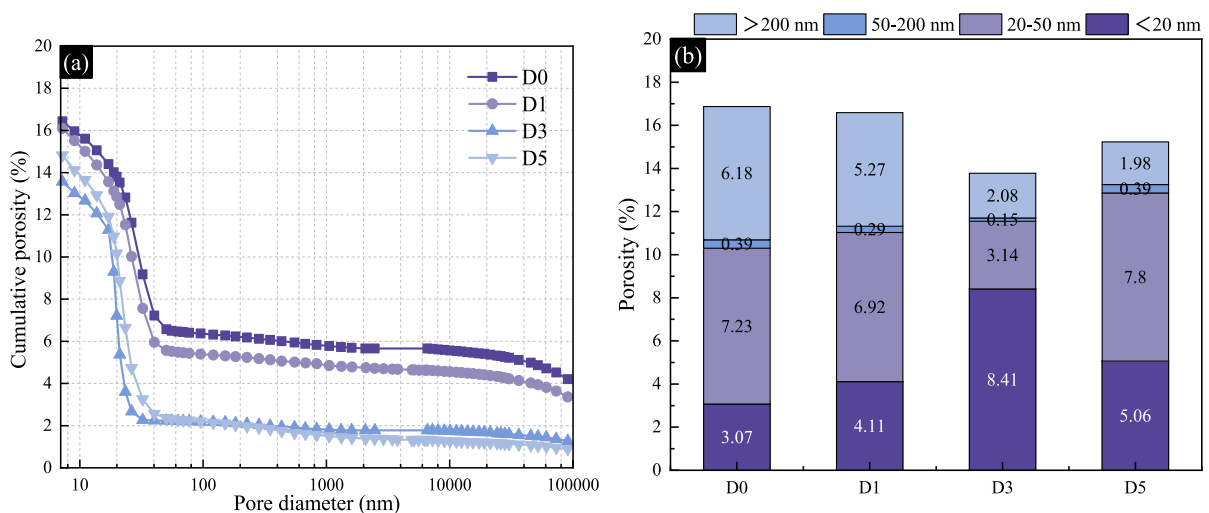 (a)
20
18
16
14
12
10
8
6
4
2
0
Cumulative porosity (%)
D0
D1
D3
D5
10 100 1000 10000 100000
Pore diameter (nm)
>200 nm 50-200 nm 20-50 nm <20 nm
(b)
20
18
16
14
12
10
8
6
4
2
0
Porosity (%)
6.18 5.27 2.08 1.98
0.39 0.29 0.15 0.39
7.23 6.92 3.14 7.8
3.07 4.11 8.41 5.06
D0 D1 D3 D5